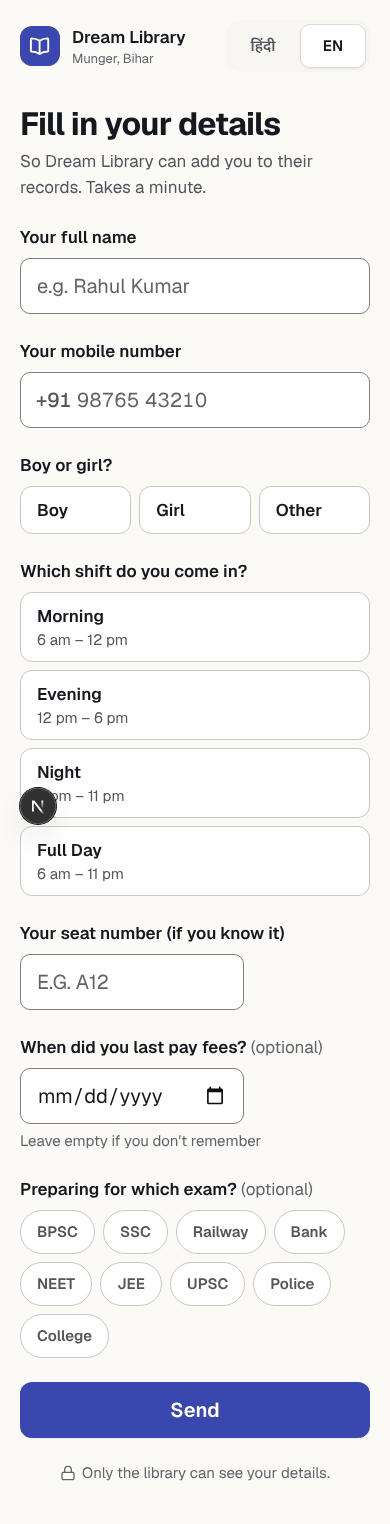 Dream Library
Munger, Bihar
हिंदी
EN
Fill in your details
So Dream Library can add you to their
records. Takes a minute.
Your full name
e.g. Rahul Kumar
Your mobile number
+91 98765 43210
Boy or girl?
Boy
Girl
Other
Which shift do you come in?
Morning
6 am – 12 pm
Evening
12 pm – 6 pm
Night
pm – 11 pm
N
Full Day
6 am – 11 pm
Your seat number (if you know it)
E.G. A12
When did you last pay fees? (optional)
mm/dd/yyyy
Leave empty if you don't remember
Preparing for which exam? (optional)
BPSC
SSC
Railway
Bank
NEET
JEE
UPSC
Police
College
Send
Only the library can see your details.